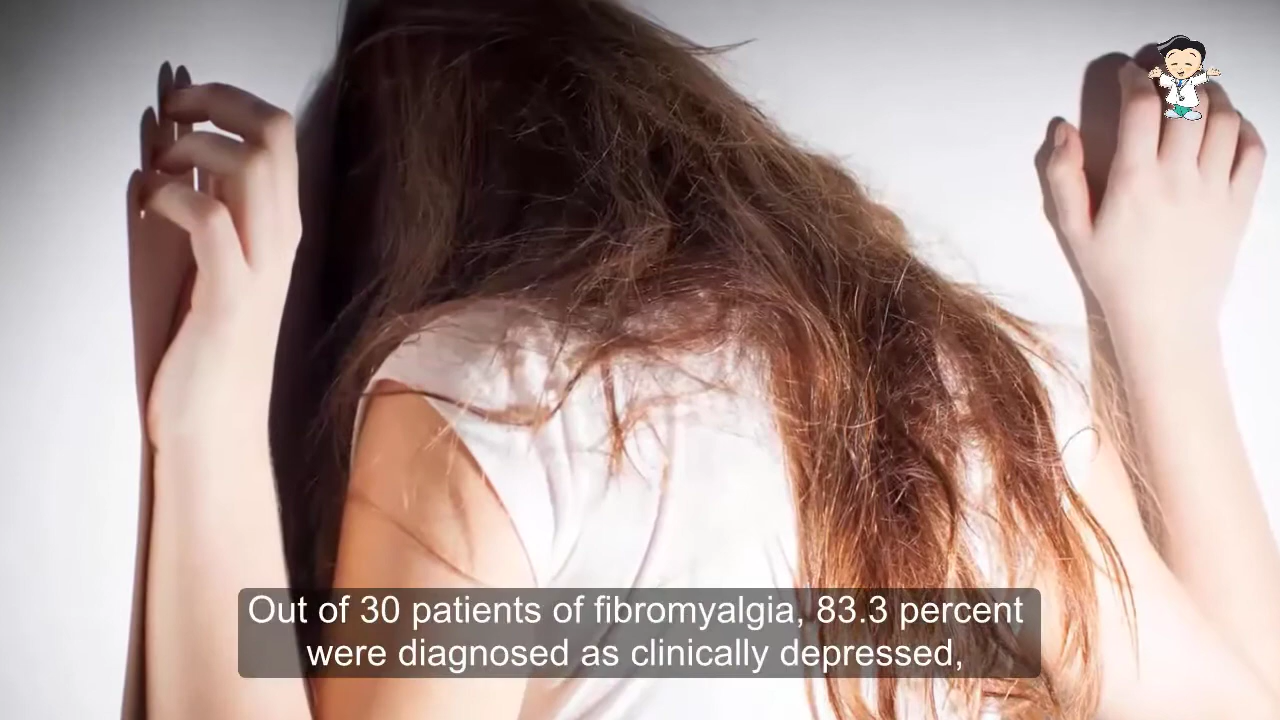 Out of 30 patients of fibromyalgia, 83.3 percent
were diagnosed as clinically depressed,